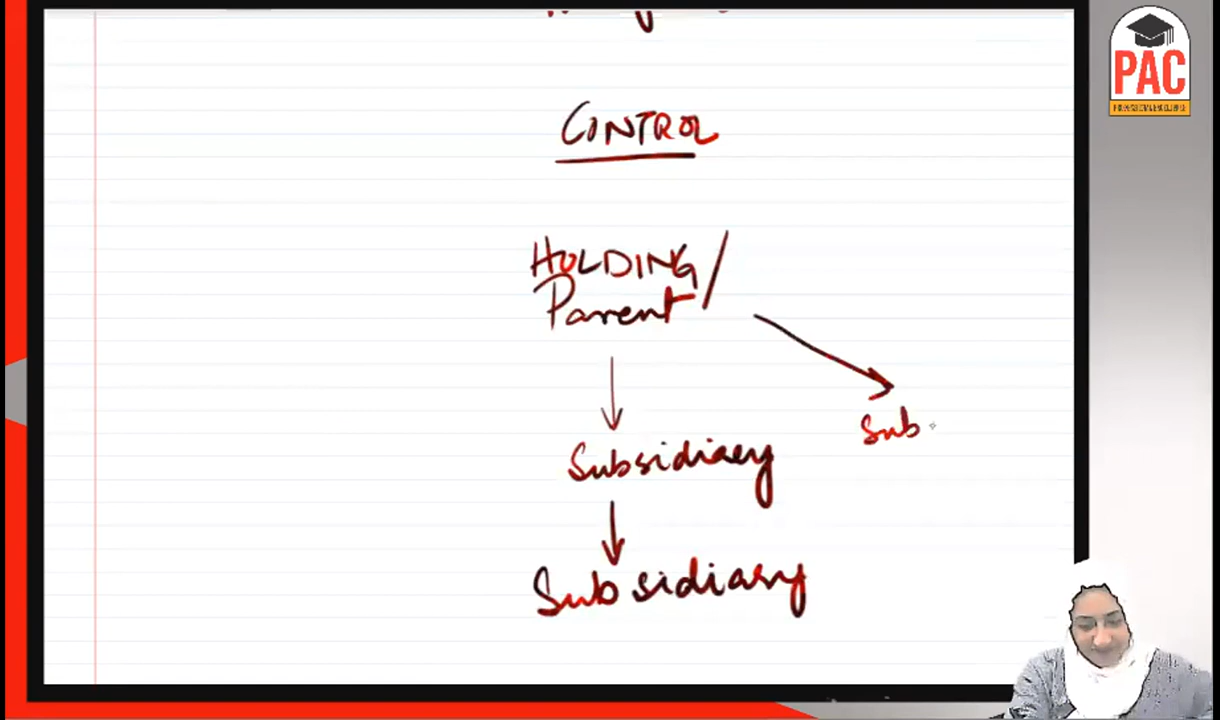 PAC
CONTROL
HOLDING/
Parent
Sub
Subsidiary
Subsidiary